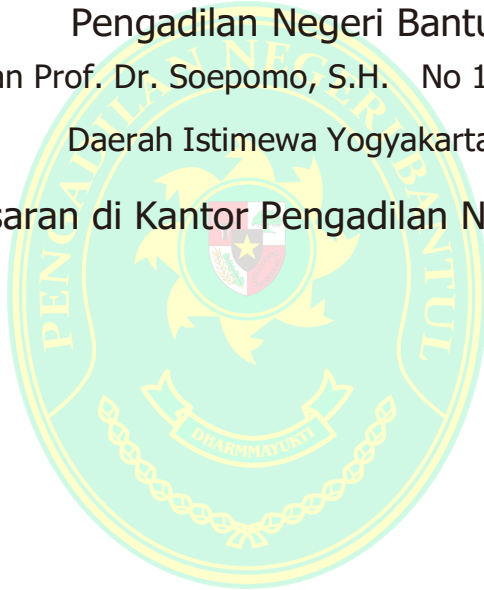 Pengadilan Negeri Bantu
an Prof. Dr. Soepomo, S.H. No 1
Daerah Istimewa Yogyakarta
saran di Kantor Pengadilan N
PENGADILAN NEGERI BANTUL
DHARMMAYUKTI